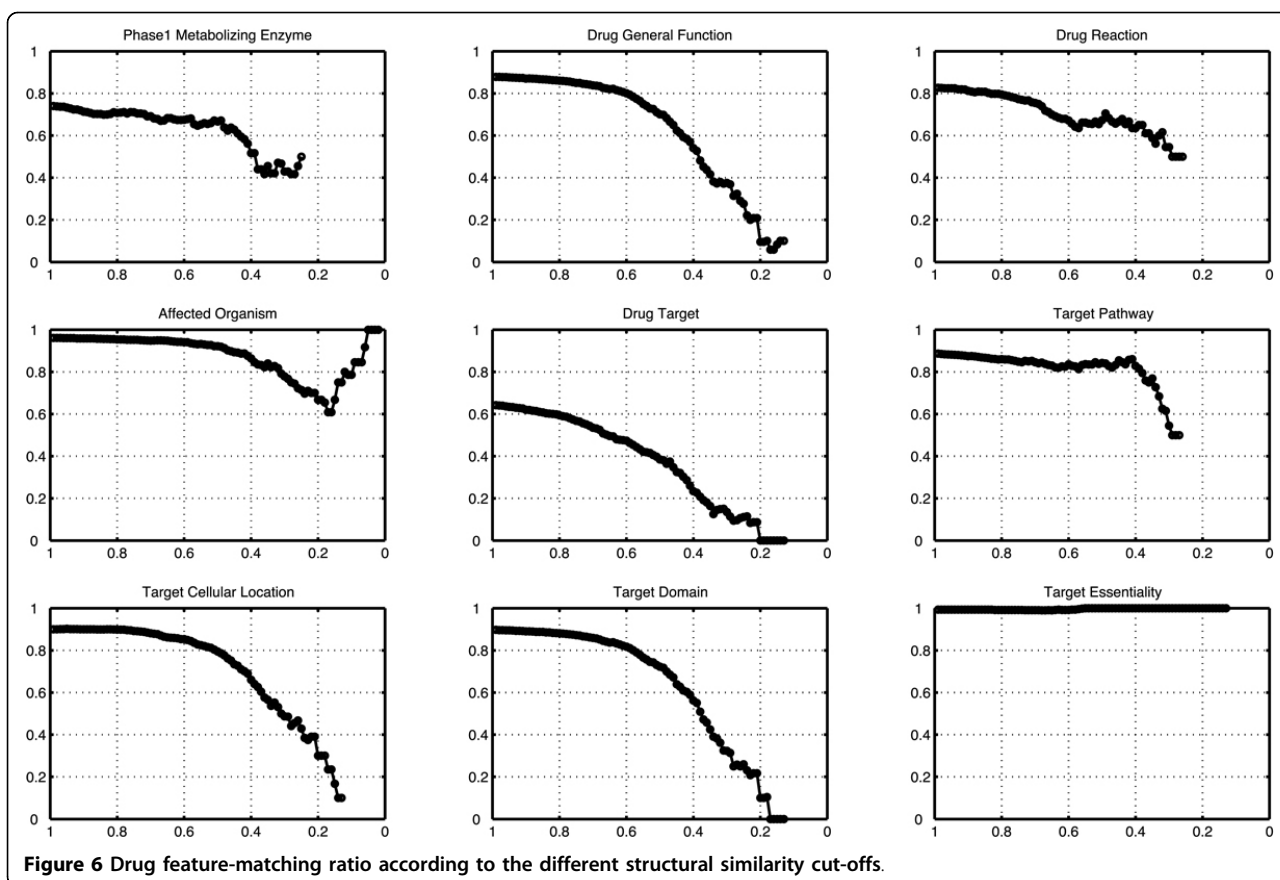 Phase1 Metabolizing Enzyme
1
0.8
0.6
0.4
0.2
0
1 0.8 0.6 0.4 0.2 0
Drug General Function
1
0.8
0.6
0.4
0.2
0
1 0.8 0.6 0.4 0.2 0
Drug Reaction
1
0.8
0.6
0.4
0.2
0
1 0.8 0.6 0.4 0.2 0
Affected Organism
1
0.8
0.6
0.4
0.2
0
1 0.8 0.6 0.4 0.2 0
Drug Target
1
0.8
0.6
0.4
0.2
0
1 0.8 0.6 0.4 0.2 0
Target Pathway
1
0.8
0.6
0.4
0.2
0
1 0.8 0.6 0.4 0.2 0
Target Cellular Location
1
0.8
0.6
0.4
0.2
0
1 0.8 0.6 0.4 0.2 0
Target Domain
1
0.8
0.6
0.4
0.2
0
1 0.8 0.6 0.4 0.2 0
Target Essentiality
1
0.8
0.6
0.4
0.2
0
1 0.8 0.6 0.4 0.2 0
Figure 6 Drug feature-matching ratio according to the different structural similarity cut-offs.